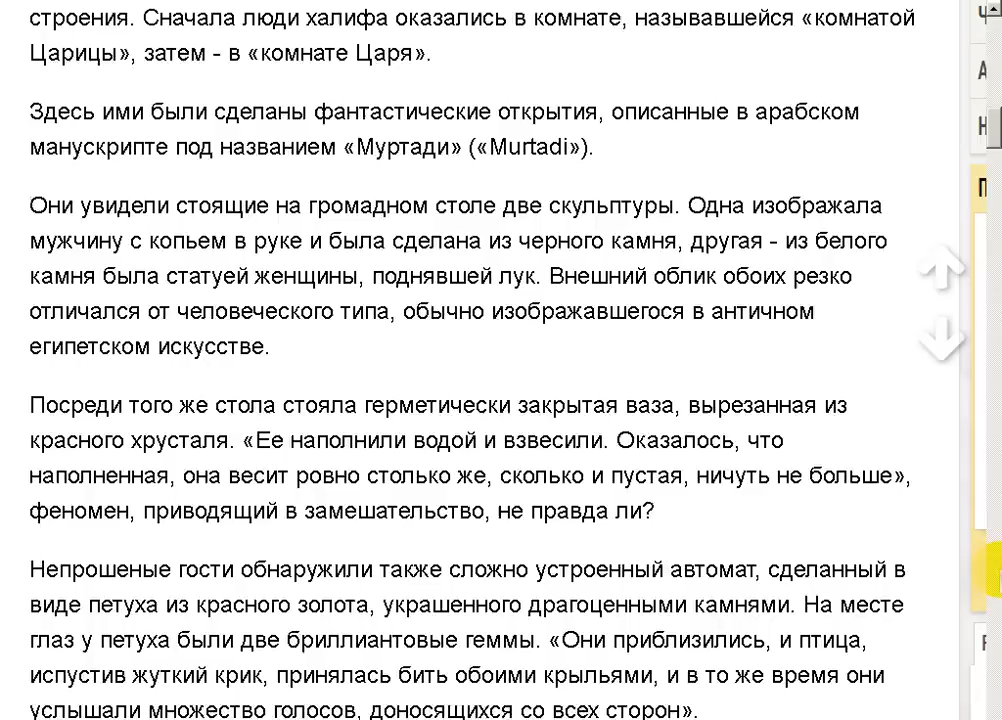 строения. Сначала люди халифа оказались в комнате, называвшейся «комнатой
Царицы», затем - в «комнате Царя».
Здесь ими были сделаны фантастические открытия, описанные в арабском
манускрипте под названием «Муртади» («Murtadi»).
Они увидели стоящие на громадном столе две скульптуры. Одна изображала
мужчину с копьем в руке и была сделана из черного камня, другая - из белого
камня была статуей женщины, поднявшей лук. Внешний облик обоих резко
отличался от человеческого типа, обычно изображавшегося в античном
египетском искусстве.
Посреди того же стола стояла герметически закрытая ваза, вырезанная из
красного хрусталя. «Ее наполнили водой и взвесили. Оказалось, что
наполненная, она весит ровно столько же, сколько и пустая, ничуть не больше»,
феномен, приводящий в замешательство, не правда ли?
Непрошеные гости обнаружили также сложно устроенный автомат, сделанный в
виде петуха из красного золота, украшенного драгоценными камнями. На месте
глаз у петуха были две бриллиантовые геммы. «Они приблизились, и птица,
испустив жуткий крик, принялась бить обоими крыльями, и в то же время они
услышали множество голосов, доносящихся со всех сторон».